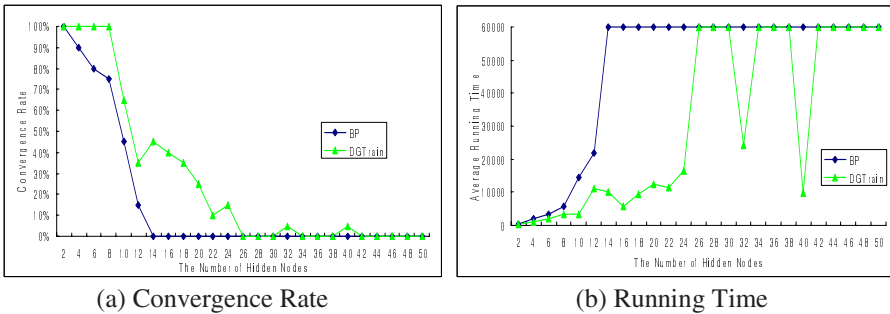 100%
90%
80%
70%
60%
50%
40%
30%
20%
10%
0%
Convergence Rate
BP
DGTrain
2 4 6 8 10 12 14 16 18 20 22 24 26 28 30 32 34 36 38 40 42 44 46 48 50
The Number of Hidden Nodes
(a) Convergence Rate
60000
50000
40000
30000
20000
10000
0
Average Running Time
BP
DGTrain
2 4 6 8 10 12 14 16 18 20 22 24 26 28 30 32 34 36 38 40 42 44 46 48 50
The Number of Hidden Nodes
(b) Running Time